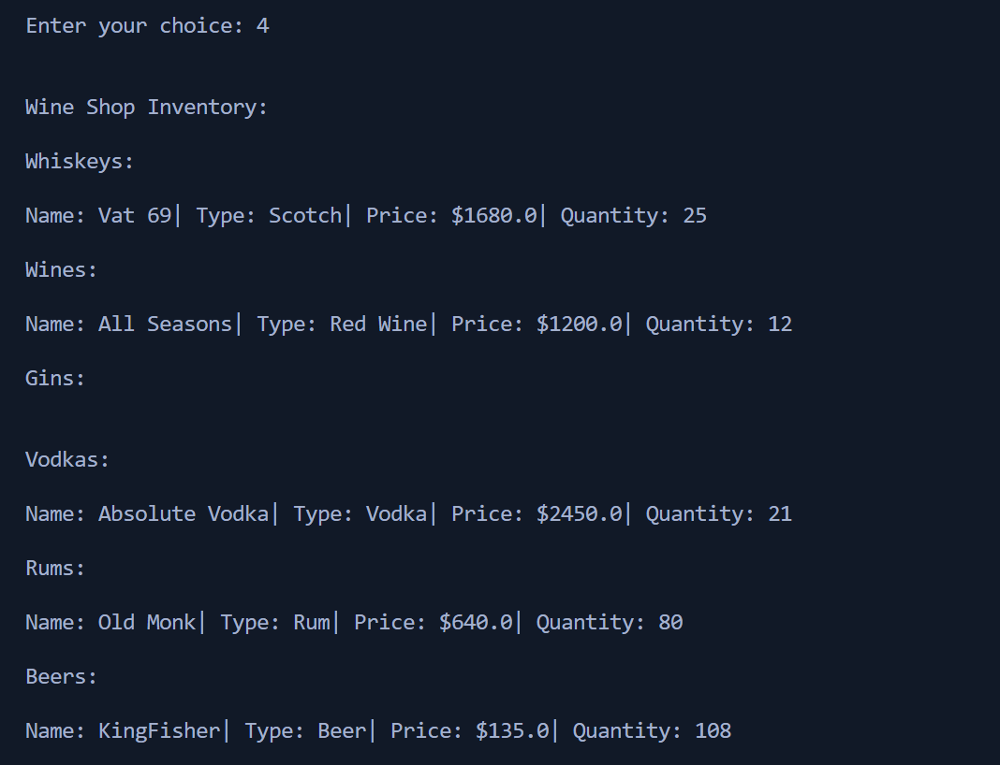 Enter your choice: 4
Wine Shop Inventory:
Whiskeys:
Name: Vat 69| Type: Scotch| Price: $1680.0| Quantity: 25
Wines:
Name: All Seasons| Type: Red Wine| Price: $1200.0| Quantity: 12
Gins:
Vodkas:
Name: Absolute Vodka| Type: Vodka| Price: $2450.0| Quantity: 21
Rums:
Name: Old Monk| Type: Rum| Price: $640.0| Quantity: 80
Beers:
Name: KingFisher| Type: Beer| Price: $135.0| Quantity: 108